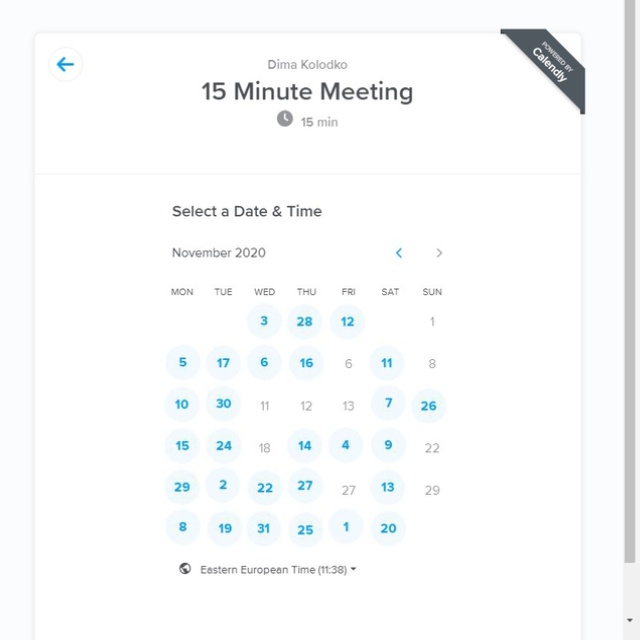 Dima Kolodko
POWERED BY
Calendly
15 Minute Meeting
15 min
Select a Date & Time
November 2020
MON TUE WED THU FRI SAT SUN
3 28 12 1
5 17 6 16 6 11 8
10 30 11 12 13 7 26
15 24 18 14 4 9 22
29 2 22 27 27 13 29
8 19 31 25 1 20
Eastern European Time (11:38)